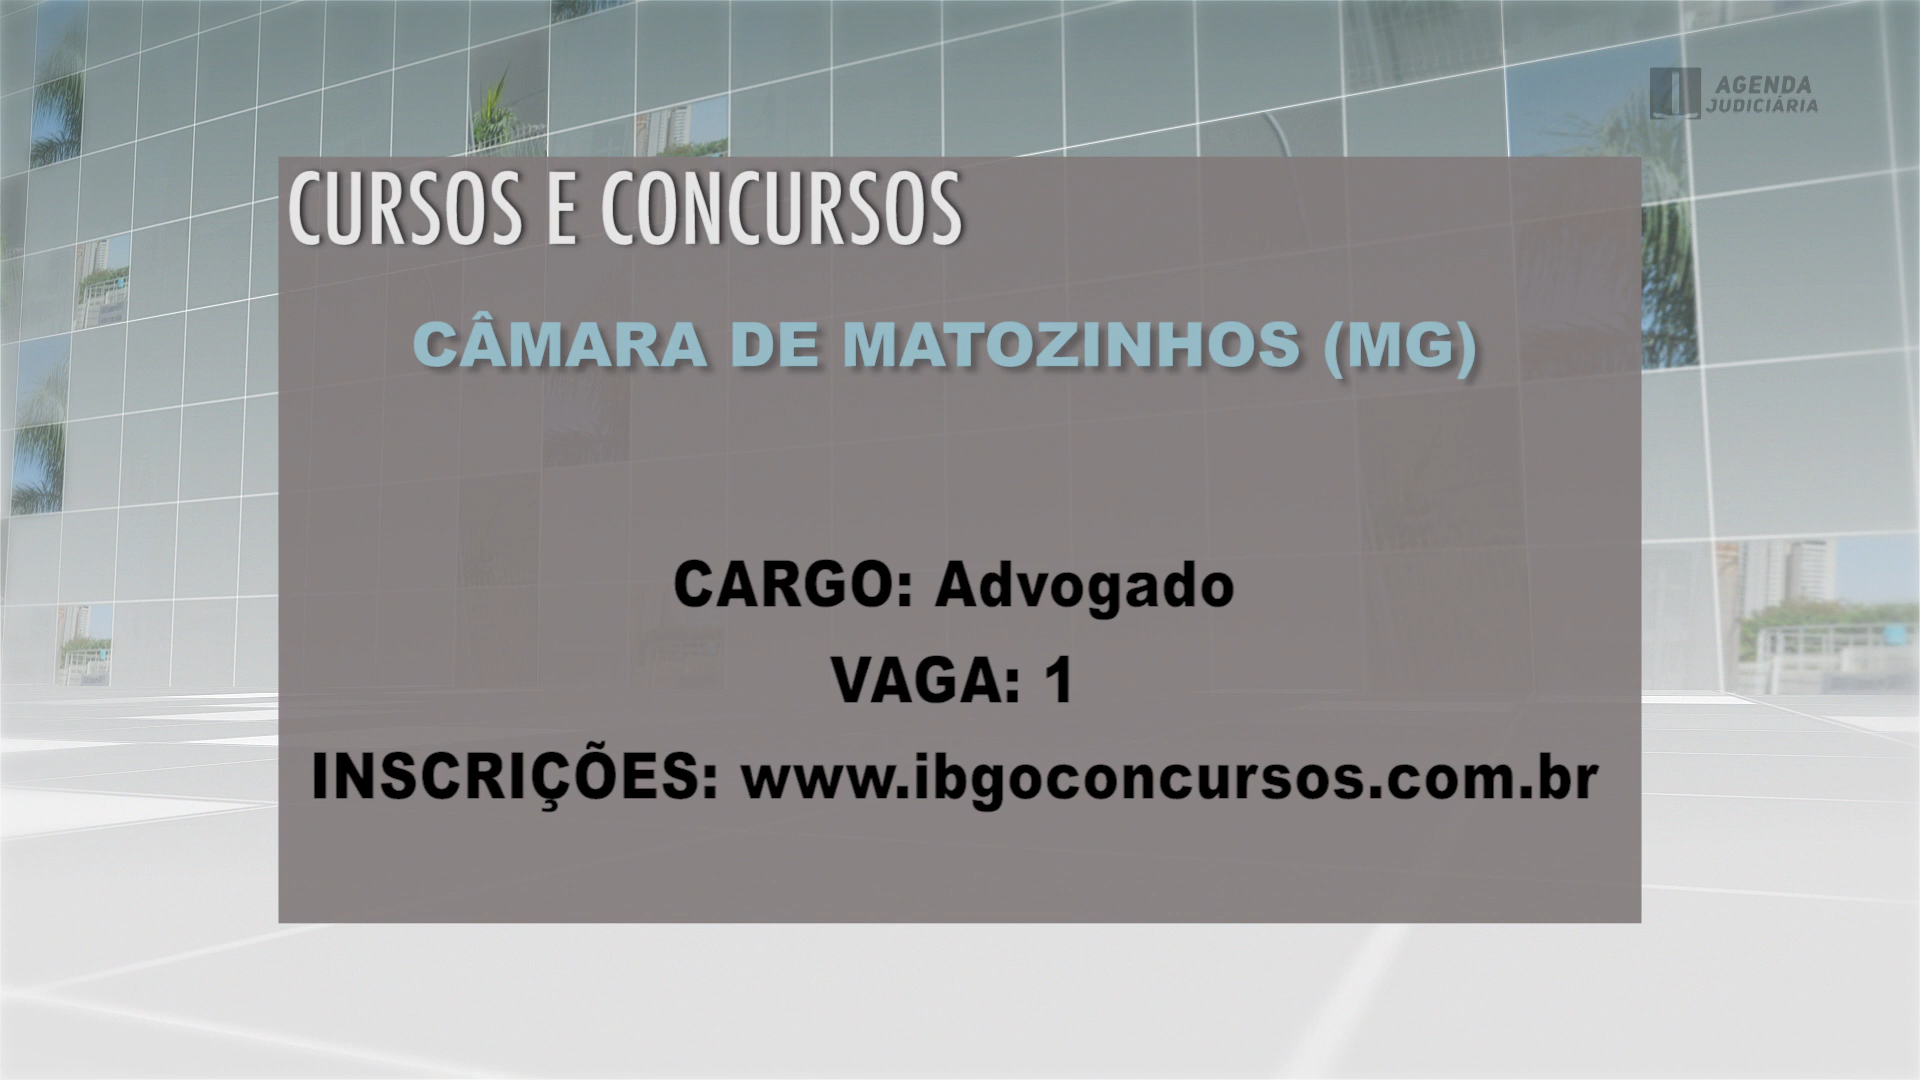 AGENDA
JUDICIÁRIA
CURSOS E CONCURSOS
CÂMARA DE MATOZINHOS (MG)
CARGO: Advogado
VAGA: 1
INSCRIÇÕES: www.ibgoconcursos.com.br